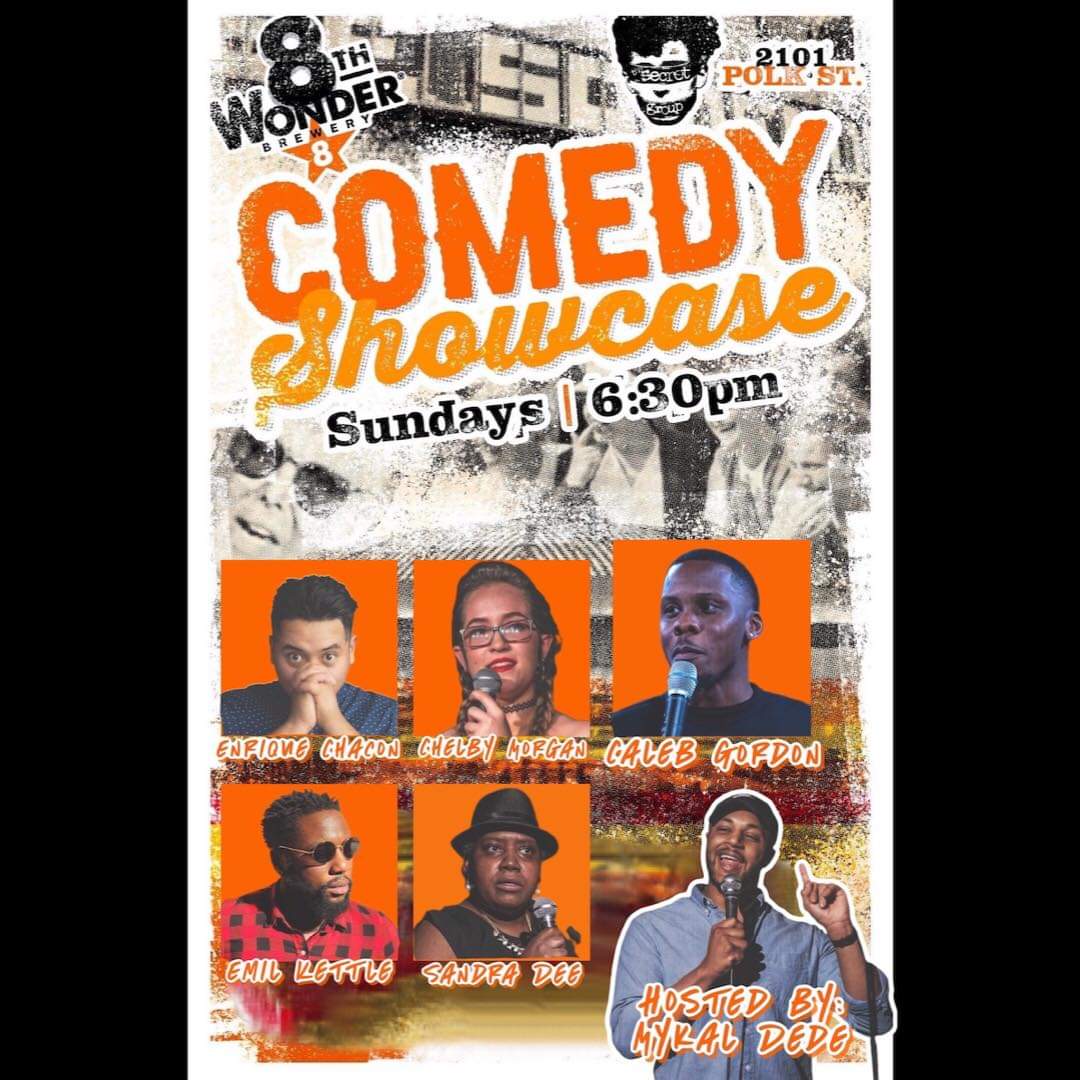 8TH
WONDER®
BREWERY
8
secret
group
2101
POLK ST.
COMEDY
Showcase
Sundays | 6:30pm
ENRIQUE CHACON
CHELBY MORGAN
CALEB GORDON
EMIL KETTLE
SANDRA DEE
HOSTED BY:
MYKAL DEDE